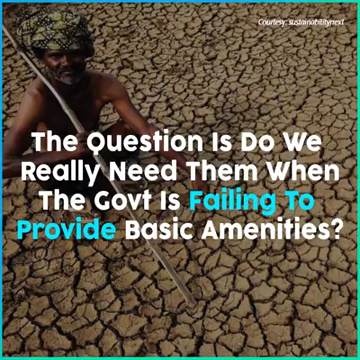 Courtesy: sustainabilitynext
The Question Is Do We
Really Need Them When
The Govt Is Failing To
Provide Basic Amenities?